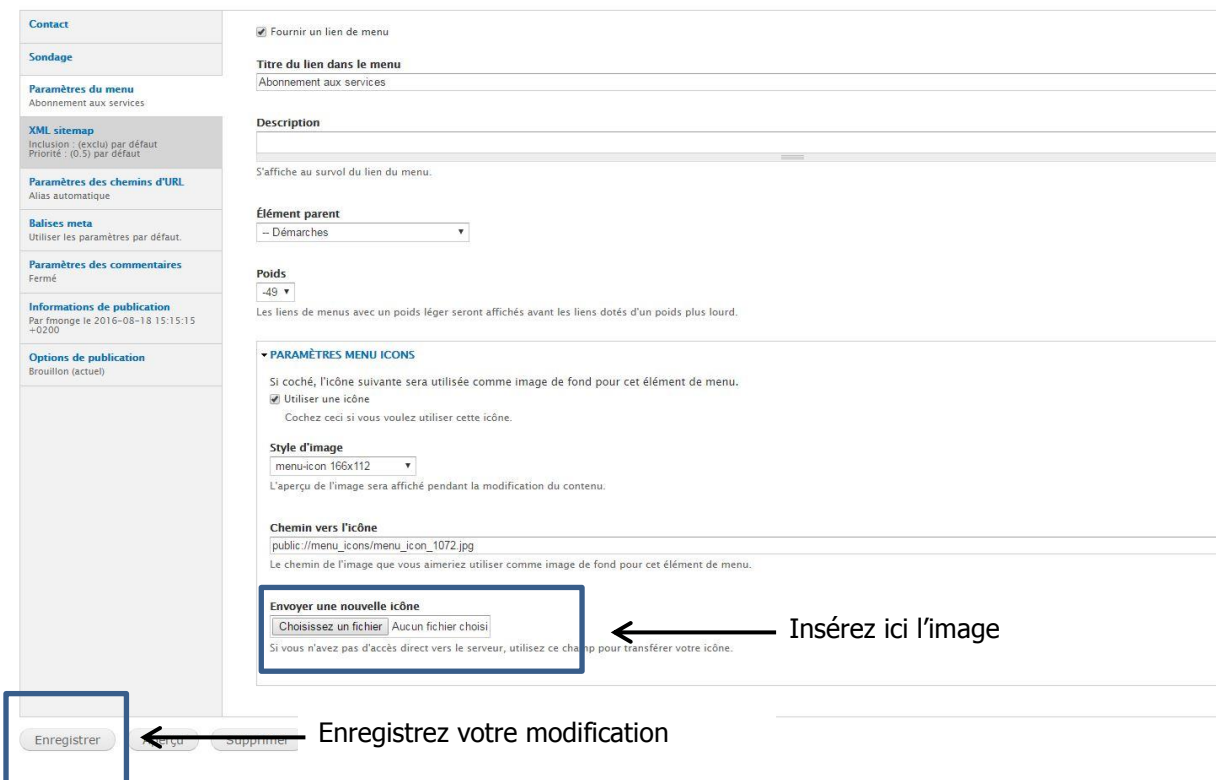 Contact
Sondage
Paramètres du menu
Abonnement aux services
XML sitemap
Inclusion : (exclu) par défaut
Priorité : (0.5) par défaut
Paramètres des chemins d'URL
Alias automatique
Balises meta
Utiliser les paramètres par défaut.
Paramètres des commentaires
Fermé
Informations de publication
Par fmonge le 2016-08-18 15:15:15
+0200
Options de publication
Brouillon (actuel)
Fournir un lien de menu
Titre du lien dans le menu
Abonnement aux services
Description
S'affiche au survol du lien du menu.
Élément parent
-- Démarches
Poids
-49
Les liens de menus avec un poids léger seront affichés avant les liens dotés d'un poids plus lourd.
PARAMÈTRES MENU ICONS
Si coché, l'icône suivante sera utilisée comme image de fond pour cet élément de menu.
Utiliser une icône
Cochez ceci si vous voulez utiliser cette icône.
Style d'image
menu-icon 166x112
L'aperçu de l'image sera affiché pendant la modification du contenu.
Chemin vers l'icône
public://menu_icons/menu_icon_1072.jpg
Le chemin de l'image que vous aimeriez utiliser comme image de fond pour cet élément de menu.
Envoyer une nouvelle icône
Choisissez un fichier Aucun fichier choisi
Si vous n'avez pas d'accès direct vers le serveur, utilisez ce champ pour transférer votre icône.
Insérez ici l’image
Enregistrer Aperçu Supprimer
Enregistrez votre modification